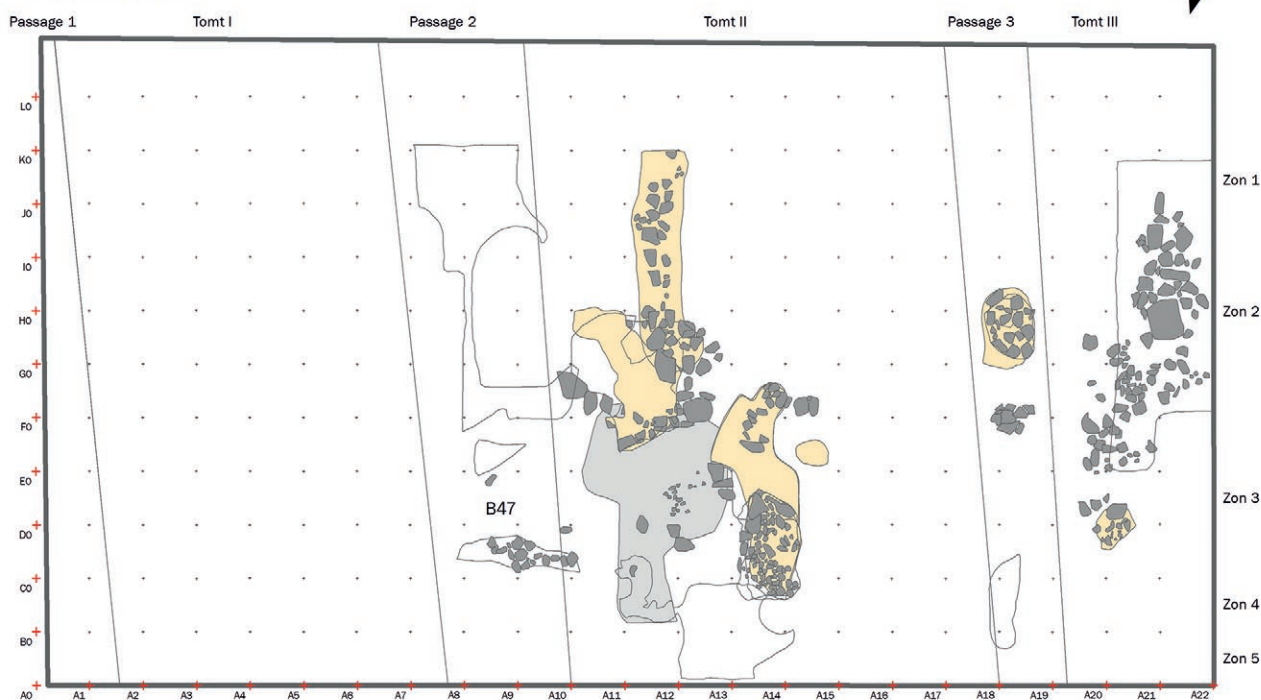 Passage 1 Tomt I Passage 2 Tomt II Passage 3 Tomt III
L0
K0
Zon 1
J0
I0
H0
Zon 2
G0
F0
E0
Zon 3
B47
D0
C0
Zon 4
B0
Zon 5
A0 A1 A2 A3 A4 A5 A6 A7 A8 A9 A10 A11 A12 A13 A14 A15 A16 A17 A18 A19 A20 A21 A22